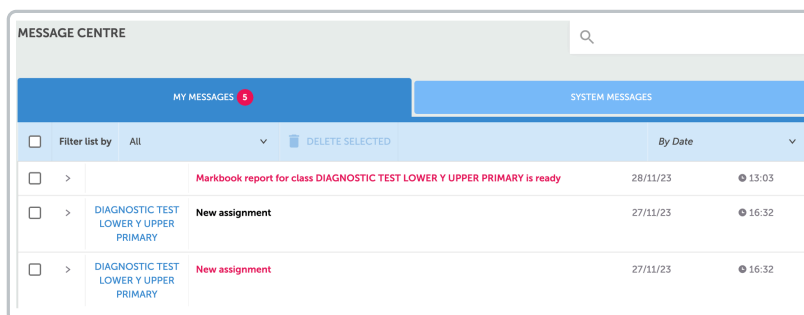 MESSAGE CENTRE
MY MESSAGES 5
SYSTEM MESSAGES
Filter list by All DELETE SELECTED By Date
Markbook report for class DIAGNOSTIC TEST LOWER Y UPPER PRIMARY is ready 28/11/23 13:03
DIAGNOSTIC TEST New assignment 27/11/23 16:32
LOWER Y UPPER
PRIMARY
DIAGNOSTIC TEST New assignment 27/11/23 16:32
LOWER Y UPPER
PRIMARY